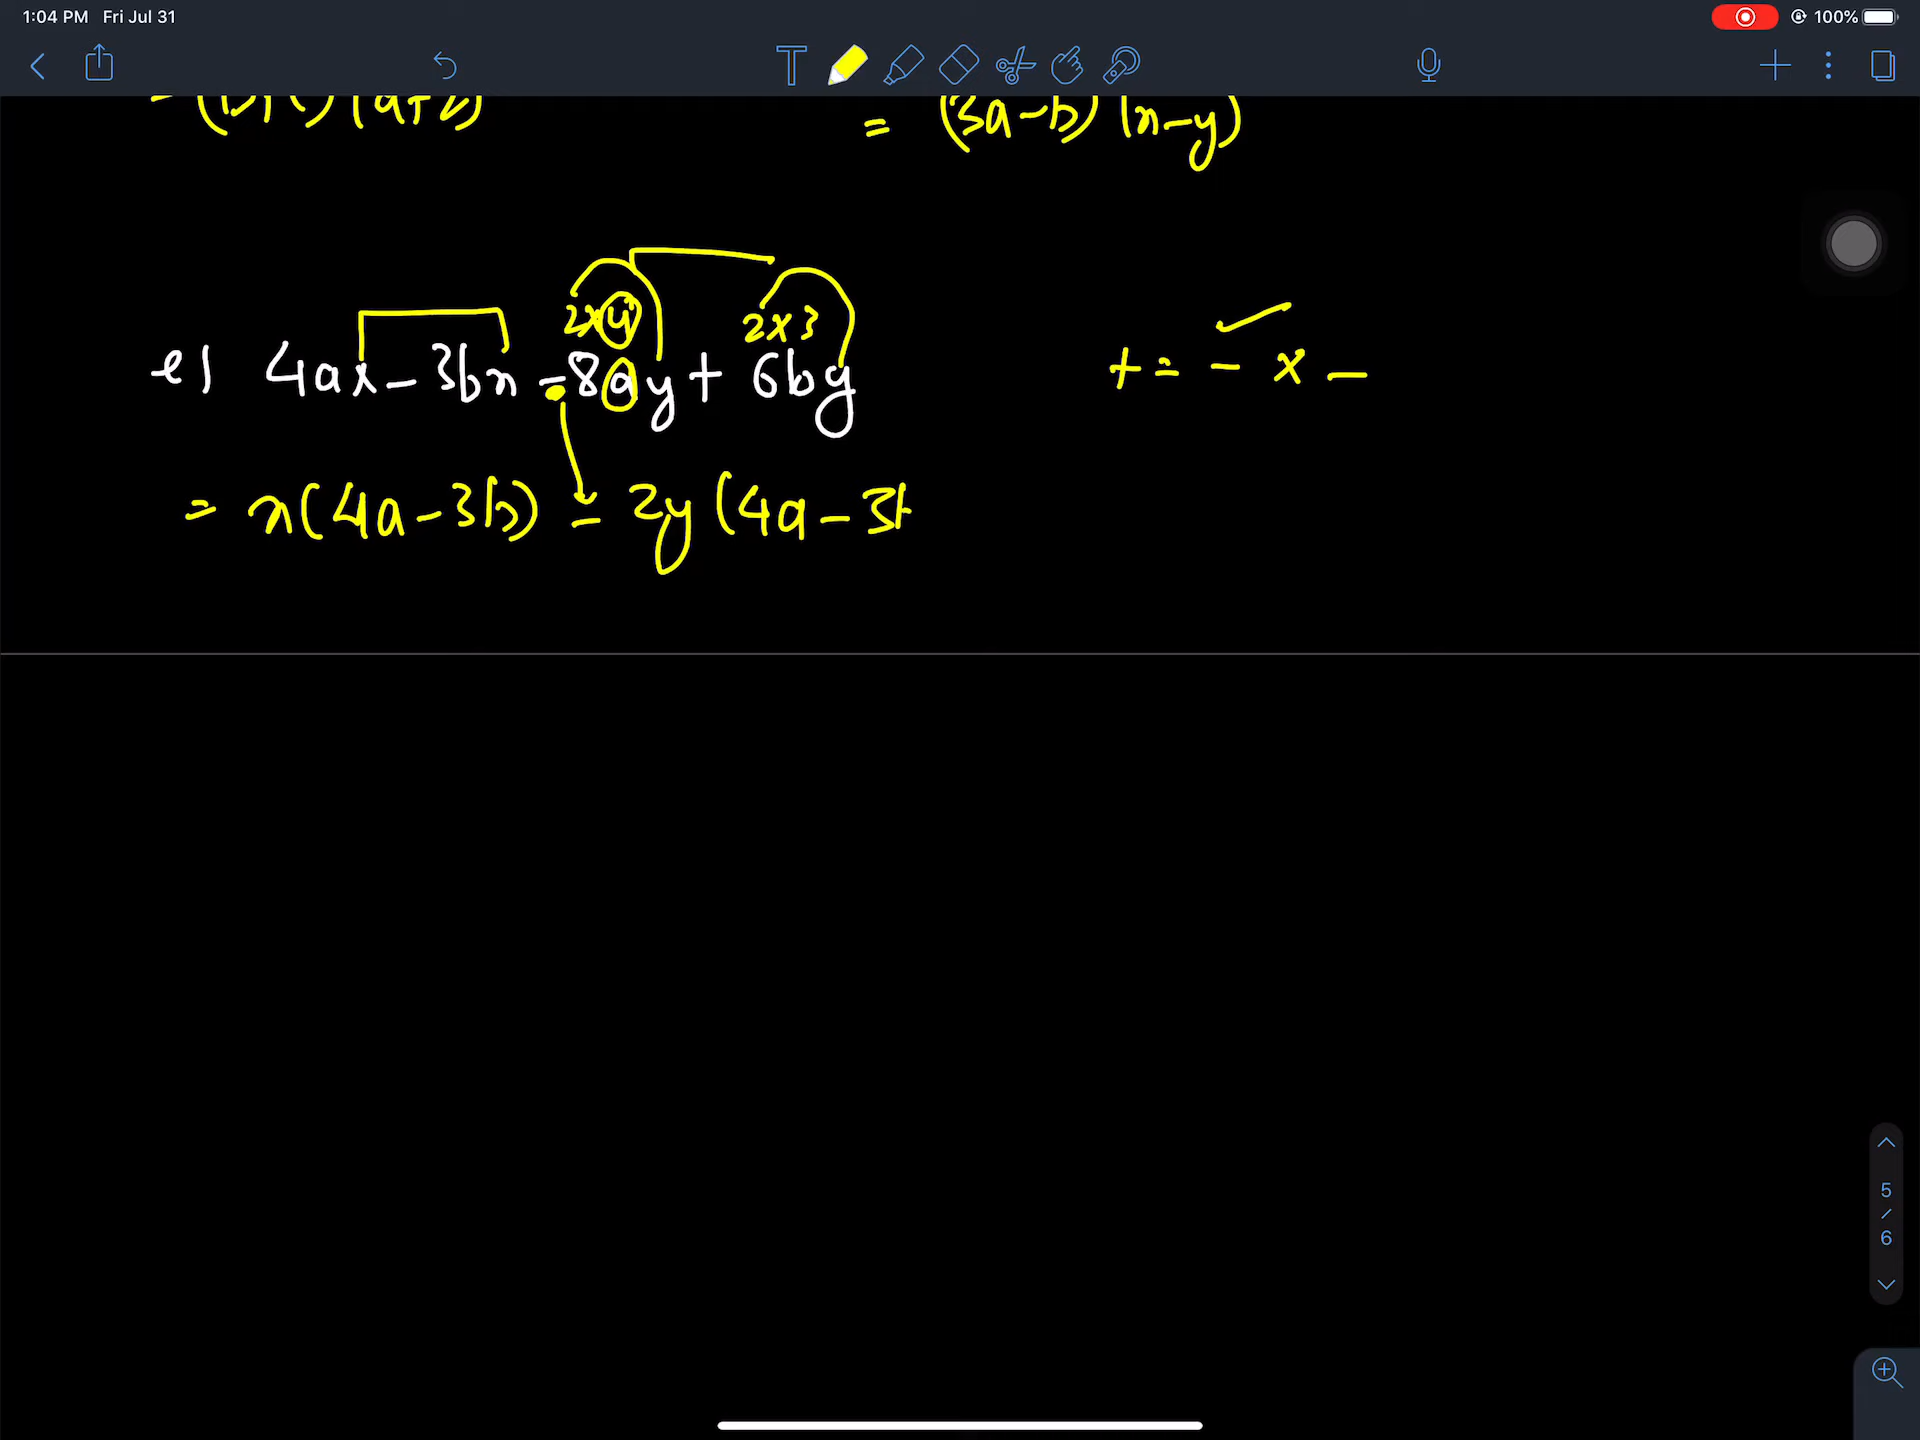 1:04 PM Fri Jul 31 100%
= (3a-b) (x-y)
2x4 2x3
e) 4ax - 3bx - 8ay + 6by + = - x -
= x(4a-3b) - 2y(4a-3b
5
/
6